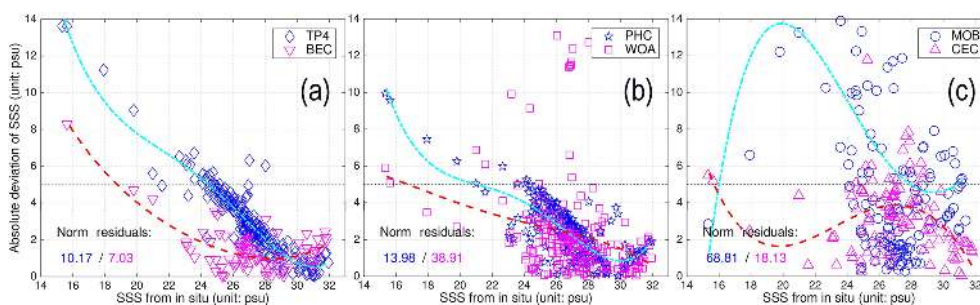 Absolute deviation of SSS (unit: psu)
14
12
10
8
6
4
2
0
TP4
BEC
(a)
Norm residuals:
10.17 / 7.03
14 16 18 20 22 24 26 28 30 32
SSS from in situ (unit: psu)
14
12
10
8
6
4
2
0
PHC
WOA
(b)
Norm residuals:
13.98 / 38.91
14 16 18 20 22 24 26 28 30 32
SSS from in situ (unit: psu)
14
12
10
8
6
4
2
0
MOB
CEC
(c)
Norm residuals:
68.81 / 18.13
14 16 18 20 22 24 26 28 30 32
SSS from in situ (unit: psu)